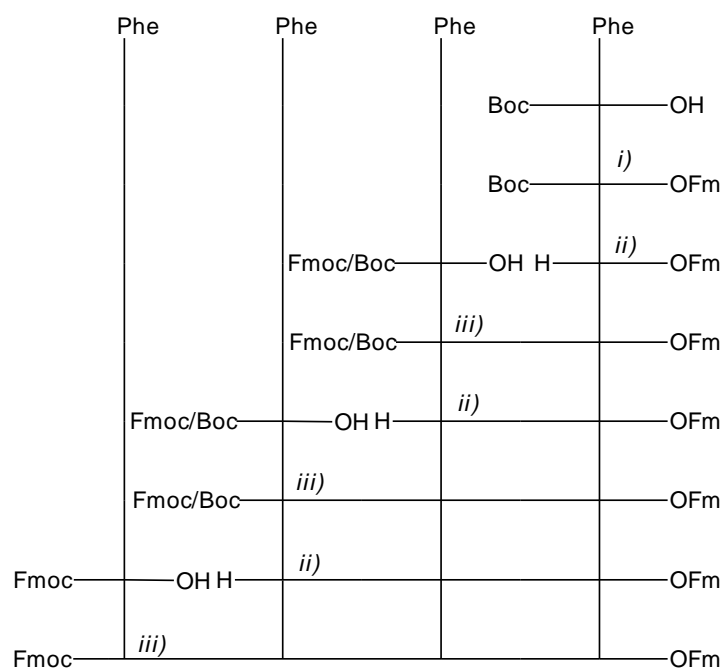 Phe Phe Phe Phe
Boc OH
i)
Boc OFm
ii)
Fmoc/Boc OH H OFm
iii)
Fmoc/Boc OFm
ii)
Fmoc/Boc OH H OFm
iii)
Fmoc/Boc OFm
ii)
Fmoc OH H OFm
iii)
Fmoc OFm